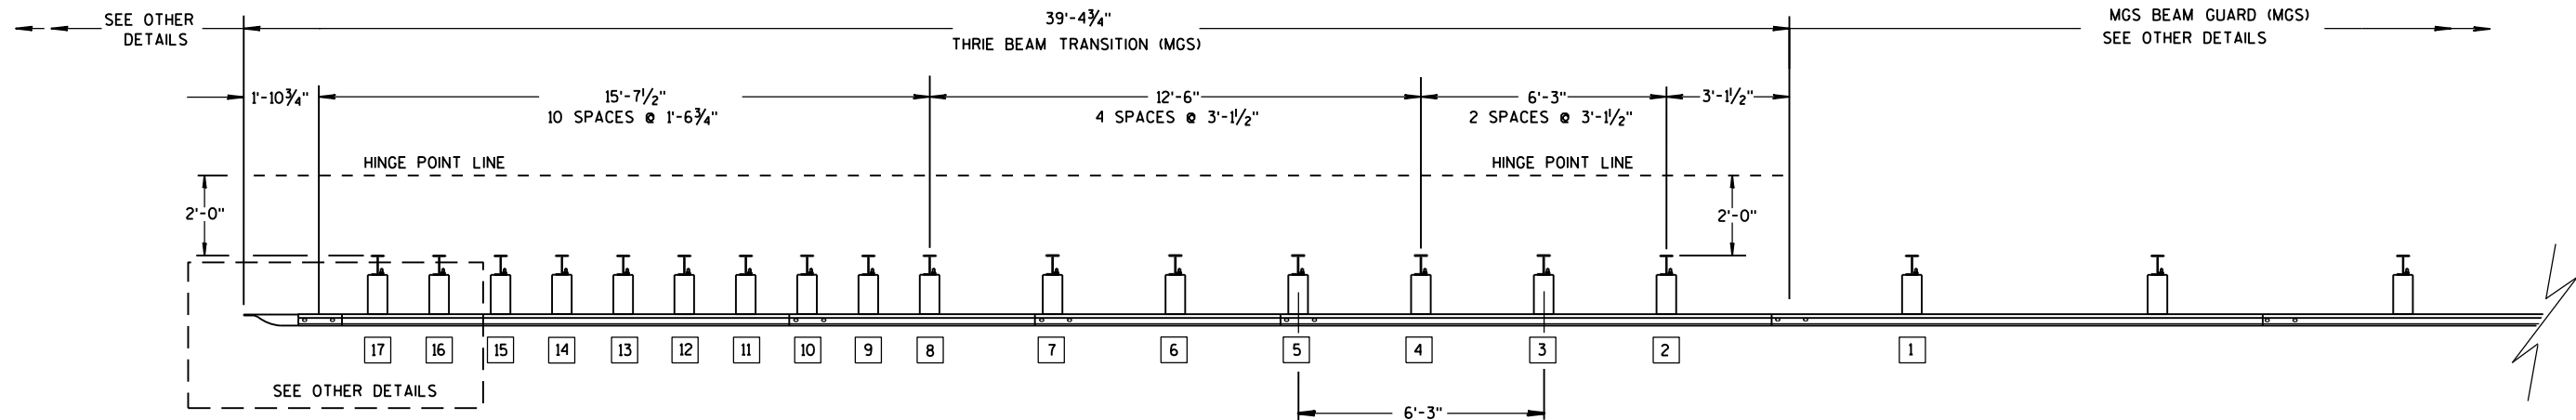 SEE OTHER
DETAILS
39'-4¾"
THRIE BEAM TRANSITION (MGS)
MGS BEAM GUARD (MGS)
SEE OTHER DETAILS
1'-10¾"
15'-7½"
10 SPACES @ 1'-6¾"
12'-6"
4 SPACES @ 3'-1½"
6'-3"
2 SPACES @ 3'-1½"
3'-1½"
HINGE POINT LINE
HINGE POINT LINE
2'-0"
2'-0"
17 16 15 14 13 12 11 10 9 8 7 6 5 4 3 2 1
SEE OTHER DETAILS
6'-3"